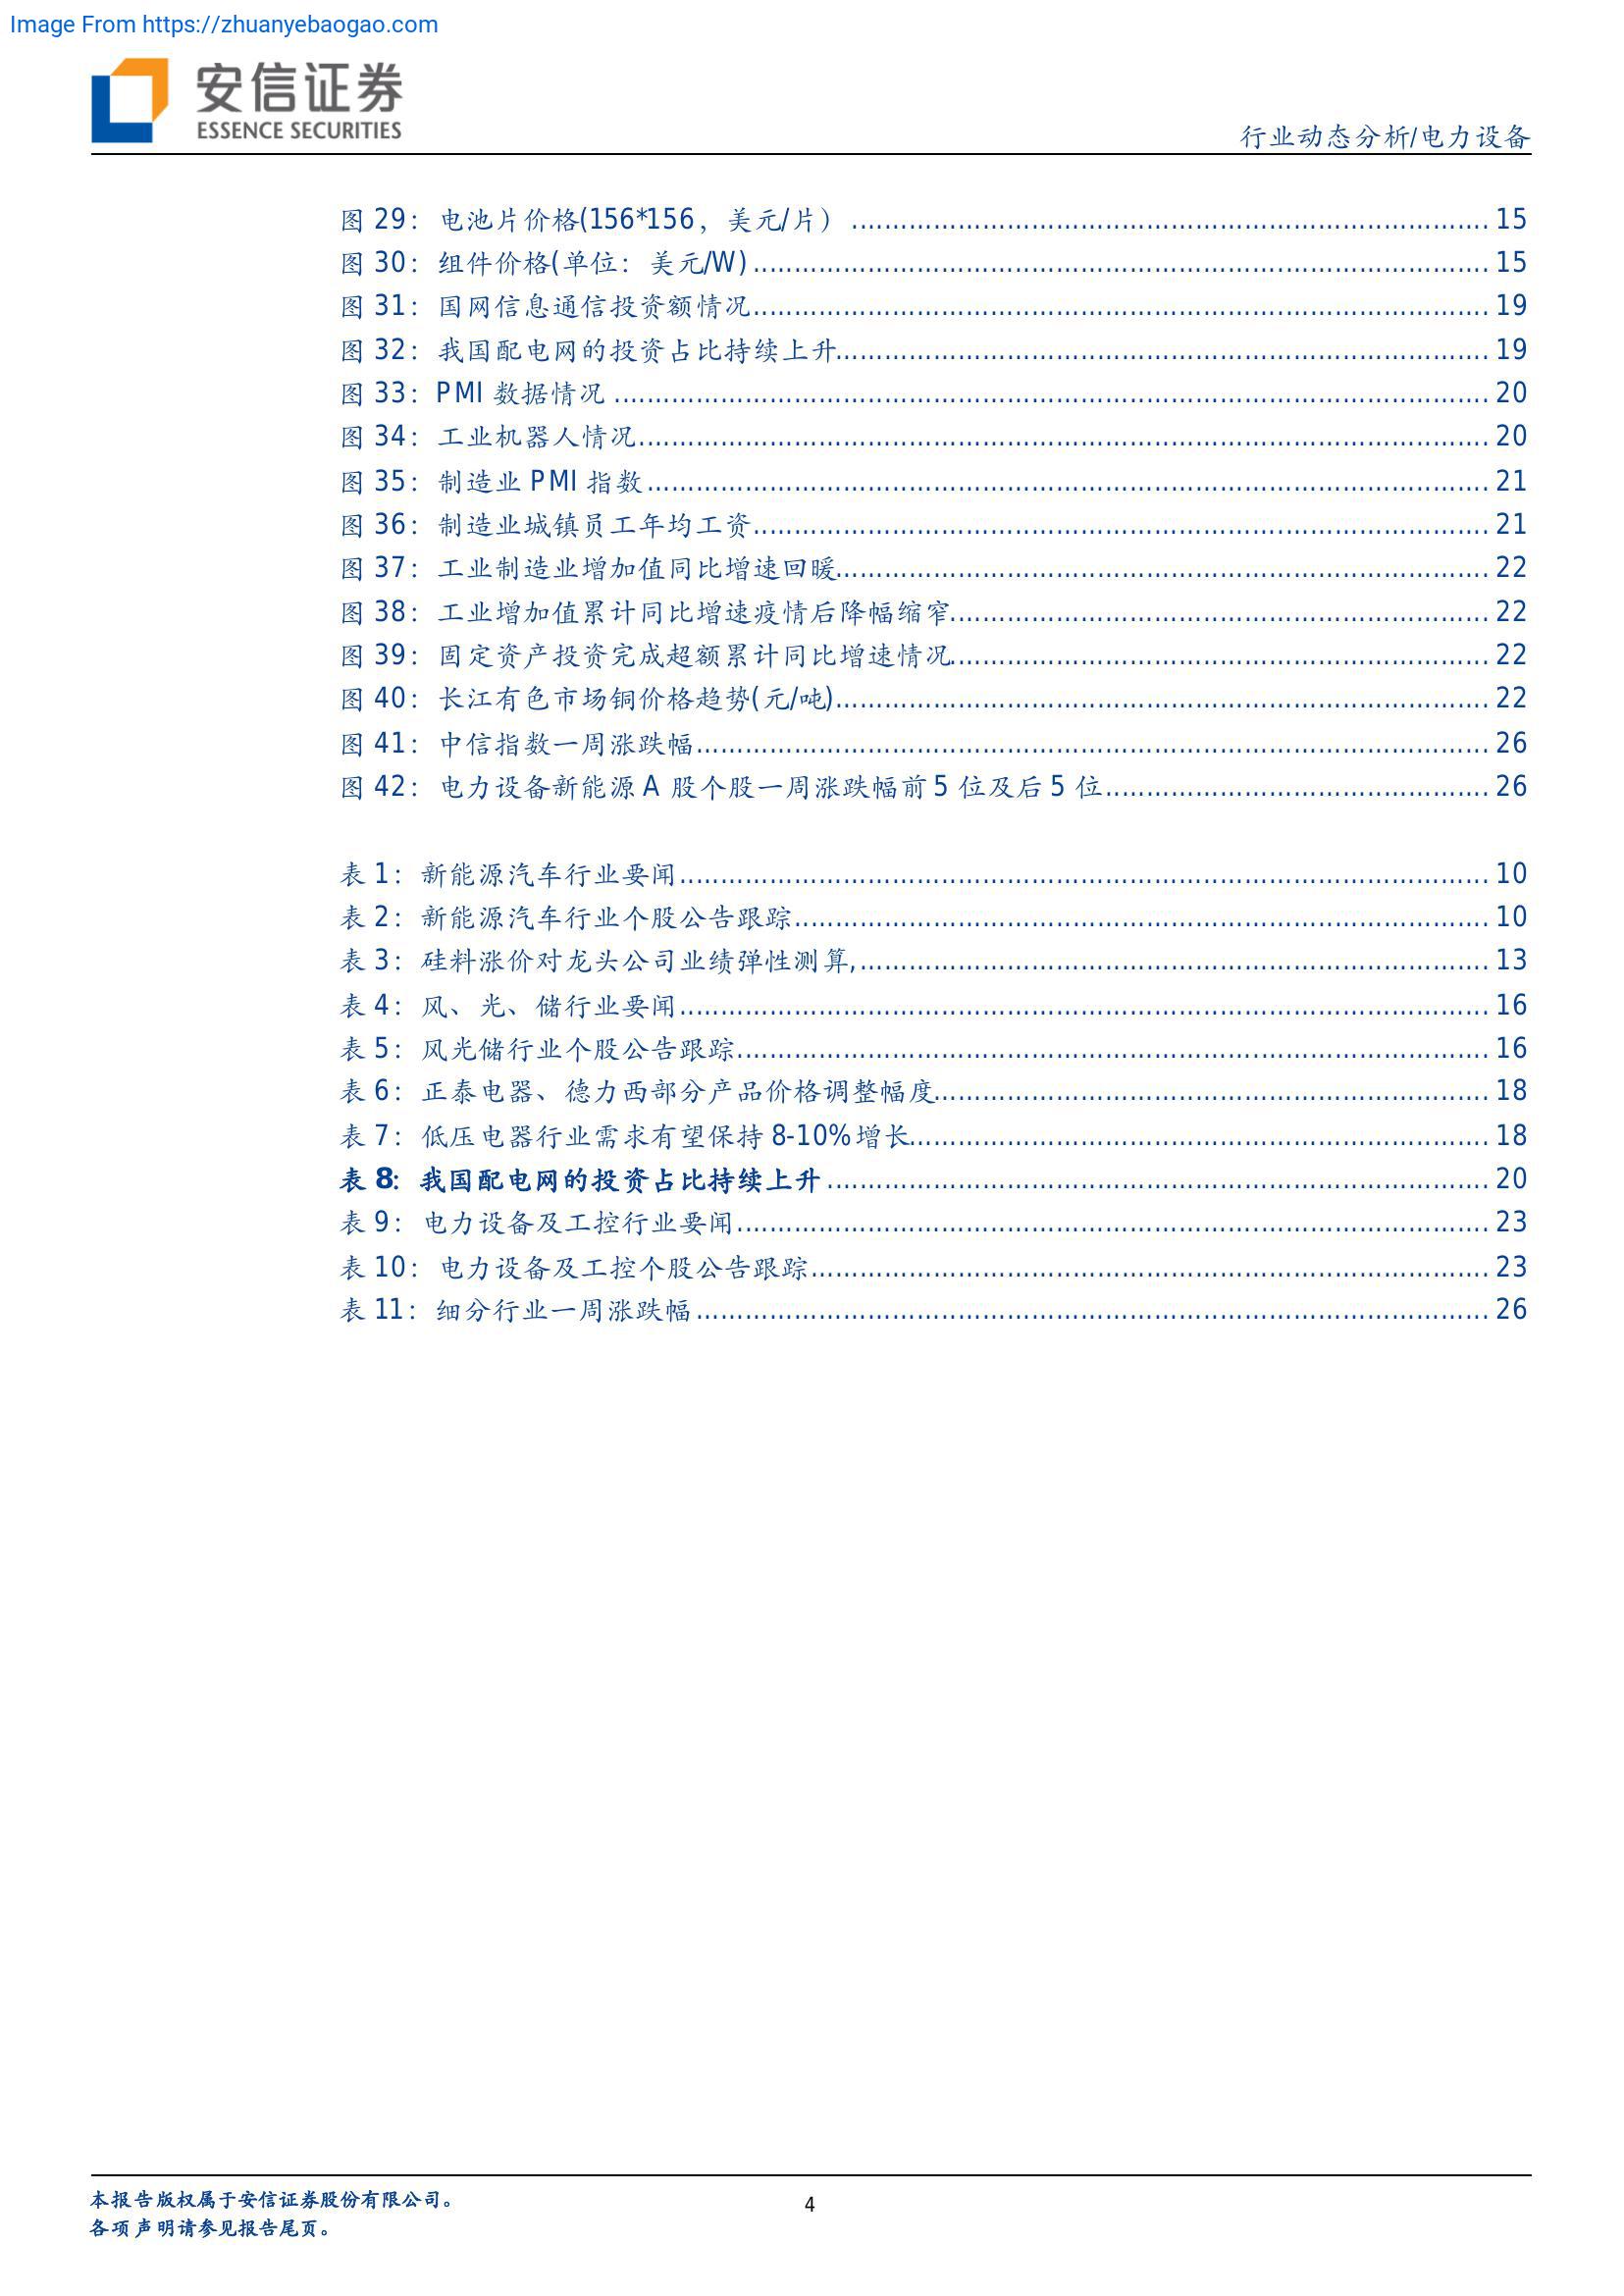 Image From https://zhuanyebaogao.com
安信证券
ESSENCE SECURITIES
行业动态分析/电力设备
图 29：电池片价格(156*156，美元/片） 15
图 30：组件价格(单位：美元/W) 15
图 31：国网信息通信投资额情况 19
图 32：我国配电网的投资占比持续上升 19
图 33：PMI 数据情况 20
图 34：工业机器人情况 20
图 35：制造业 PMI 指数 21
图 36：制造业城镇员工年均工资 21
图 37：工业制造业增加值同比增速回暖 22
图 38：工业增加值累计同比增速疫情后降幅缩窄 22
图 39：固定资产投资完成超额累计同比增速情况 22
图 40：长江有色市场铜价格趋势(元/吨) 22
图 41：中信指数一周涨跌幅 26
图 42：电力设备新能源 A 股个股一周涨跌幅前 5 位及后 5 位 26
表 1：新能源汽车行业要闻 10
表 2：新能源汽车行业个股公告跟踪 10
表 3：硅料涨价对龙头公司业绩弹性测算, 13
表 4：风、光、储行业要闻 16
表 5：风光储行业个股公告跟踪 16
表 6：正泰电器、德力西部分产品价格调整幅度 18
表 7：低压电器行业需求有望保持 8-10%增长 18
表 8：我国配电网的投资占比持续上升 20
表 9：电力设备及工控行业要闻 23
表 10：电力设备及工控个股公告跟踪 23
表 11：细分行业一周涨跌幅 26
本报告版权属于安信证券股份有限公司。
4
各项声明请参见报告尾页。